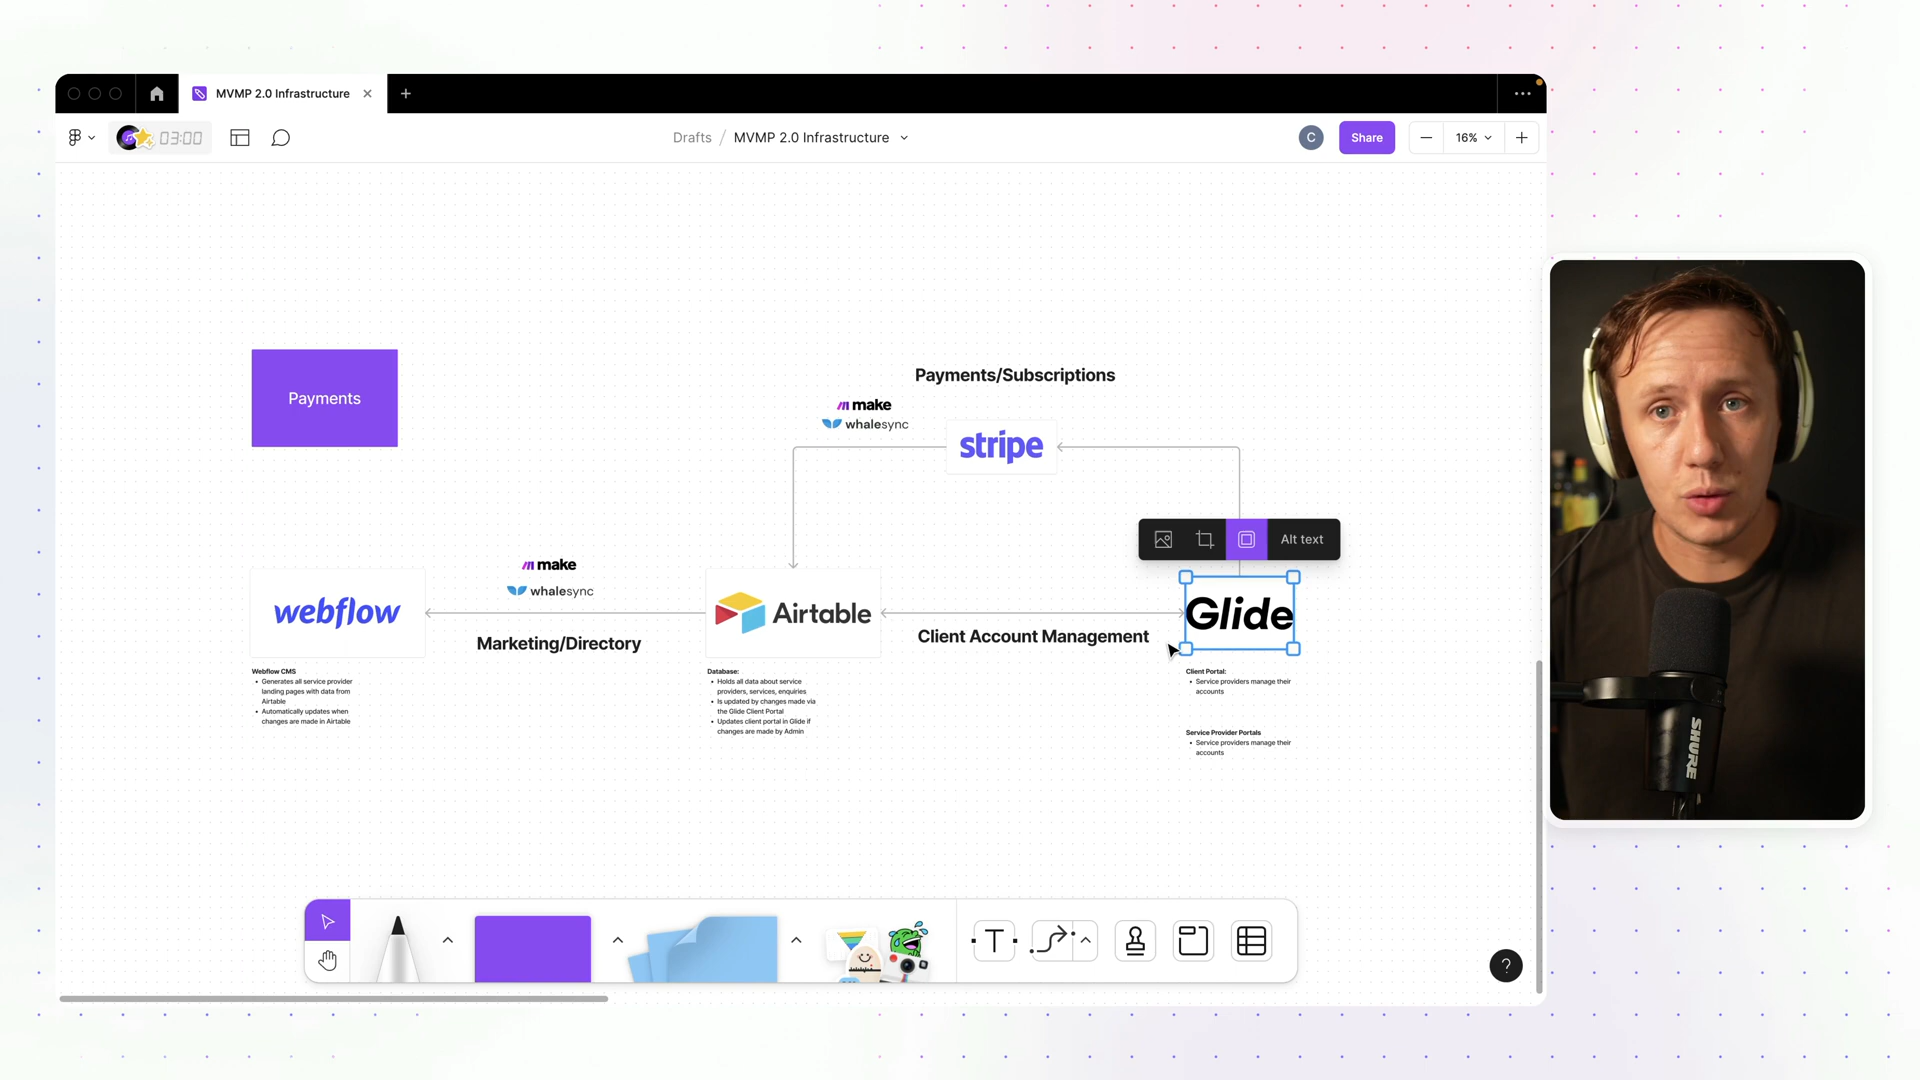 MVMP 2.0 Infrastructure
03:00
Drafts / MVMP 2.0 Infrastructure
C
Share
16%
Payments
Payments/Subscriptions
make
whalesync
stripe
Alt text
make
whalesync
webflow
Airtable
Glide
Marketing/Directory
Client Account Management
Webflow CMS
• Generates all service provider
landing pages with data from
Airtable
• Automatically updates when
changes are made in Airtable
Database:
• Holds all data about service
providers, services, enquiries
• Is updated by changes made via
the Glide Client Portal
• Updates client portal in Glide if
changes are made by Admin
Client Portal:
• Service providers manage their
accounts
Service Provider Portals
• Service providers manage their
accounts
SHURE
T
?